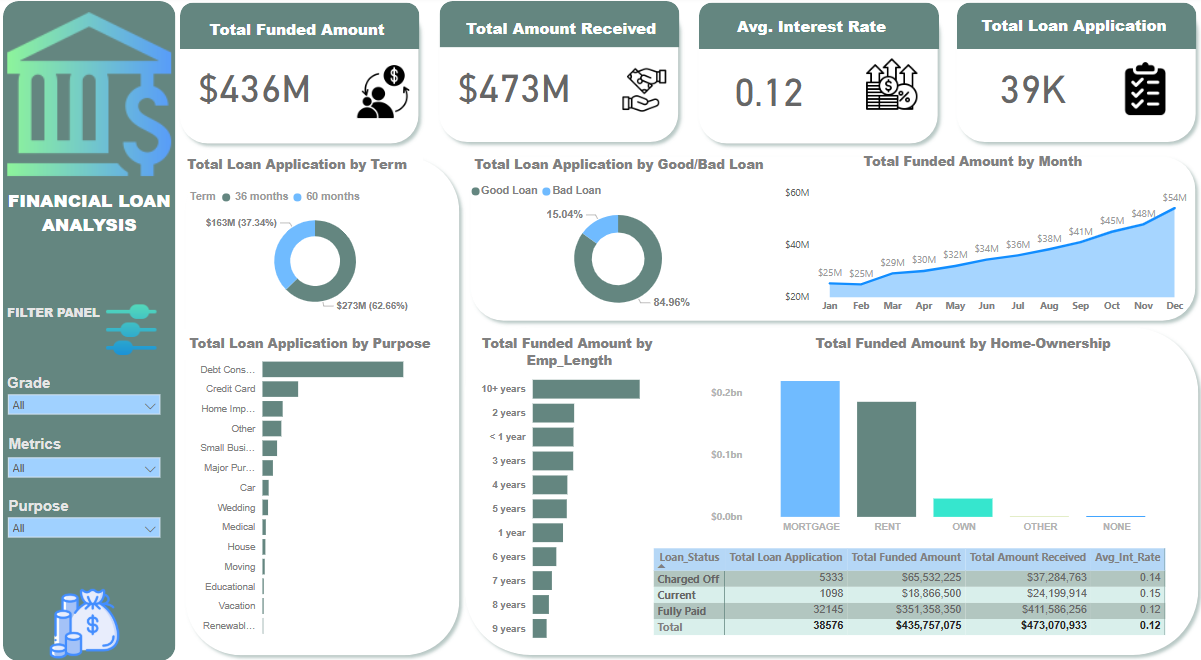 FINANCIAL LOAN
ANALYSIS
FILTER PANEL
Grade
All
Metrics
All
Purpose
All
Total Funded Amount
$436M
Total Amount Received
$473M
Avg. Interest Rate
0.12
Total Loan Application
39K
Total Loan Application by Term
Term 36 months 60 months
$163M (37.34%)
$273M (62.66%)
Total Loan Application by Good/Bad Loan
Good Loan Bad Loan
15.04%
84.96%
Total Funded Amount by Month
$60M
$40M
$20M
$25M $25M $29M $30M $32M $34M $36M $38M $41M $45M $48M $54M
Jan Feb Mar Apr May Jun Jul Aug Sep Oct Nov Dec
Total Loan Application by Purpose
Debt Cons...
Credit Card
Home Imp...
Other
Small Busi...
Major Pur...
Car
Wedding
Medical
House
Moving
Educational
Vacation
Renewabl...
Total Funded Amount by
Emp_Length
10+ years
2 years
< 1 year
3 years
4 years
5 years
1 year
6 years
7 years
8 years
9 years
Total Funded Amount by Home-Ownership
$0.2bn
$0.1bn
$0.0bn
MORTGAGE RENT OWN OTHER NONE
Loan_Status Total Loan Application Total Funded Amount Total Amount Received Avg_Int_Rate
Charged Off 5333 $65,532,225 $37,284,763 0.14
Current 1098 $18,866,500 $24,199,914 0.15
Fully Paid 32145 $351,358,350 $411,586,256 0.12
Total 38576 $435,757,075 $473,070,933 0.12